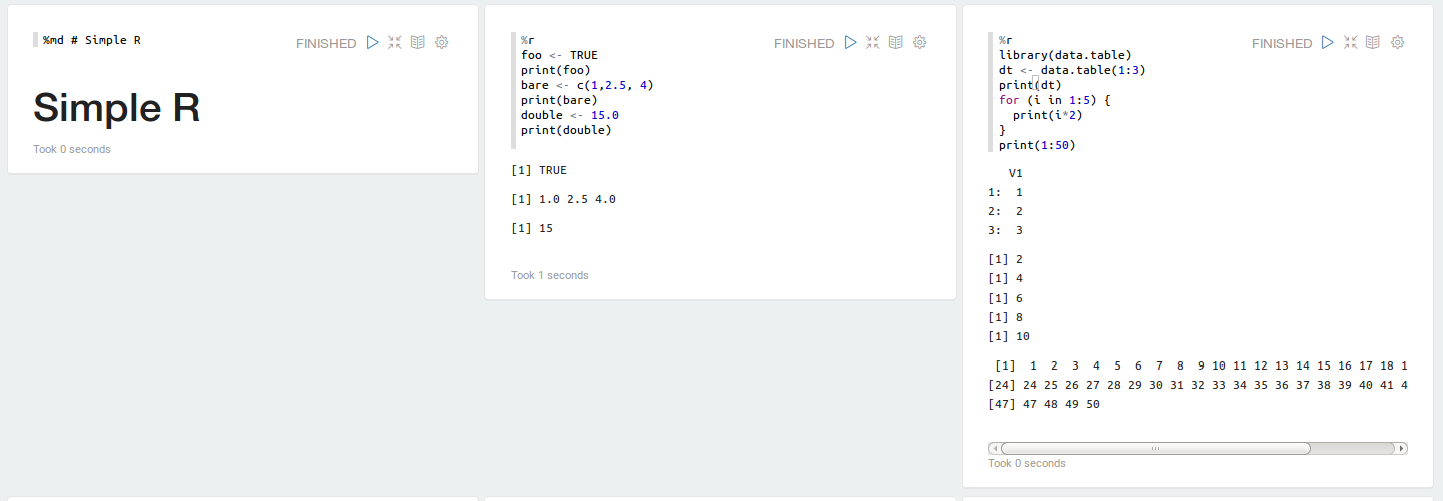 %md # Simple R
FINISHED
Simple R
Took 0 seconds
%r
FINISHED
foo <- TRUE
print(foo)
bare <- c(1,2.5, 4)
print(bare)
double <- 15.0
print(double)
[1] TRUE
[1] 1.0 2.5 4.0
[1] 15
Took 1 seconds
%r
FINISHED
library(data.table)
dt <- data.table(1:3)
print(dt)
for (i in 1:5) {
  print(i*2)
}
print(1:50)
   V1
1:  1
2:  2
3:  3
[1] 2
[1] 4
[1] 6
[1] 8
[1] 10
 [1]  1  2  3  4  5  6  7  8  9 10 11 12 13 14 15 16 17 18 1
[24] 24 25 26 27 28 29 30 31 32 33 34 35 36 37 38 39 40 41 4
[47] 47 48 49 50
Took 0 seconds